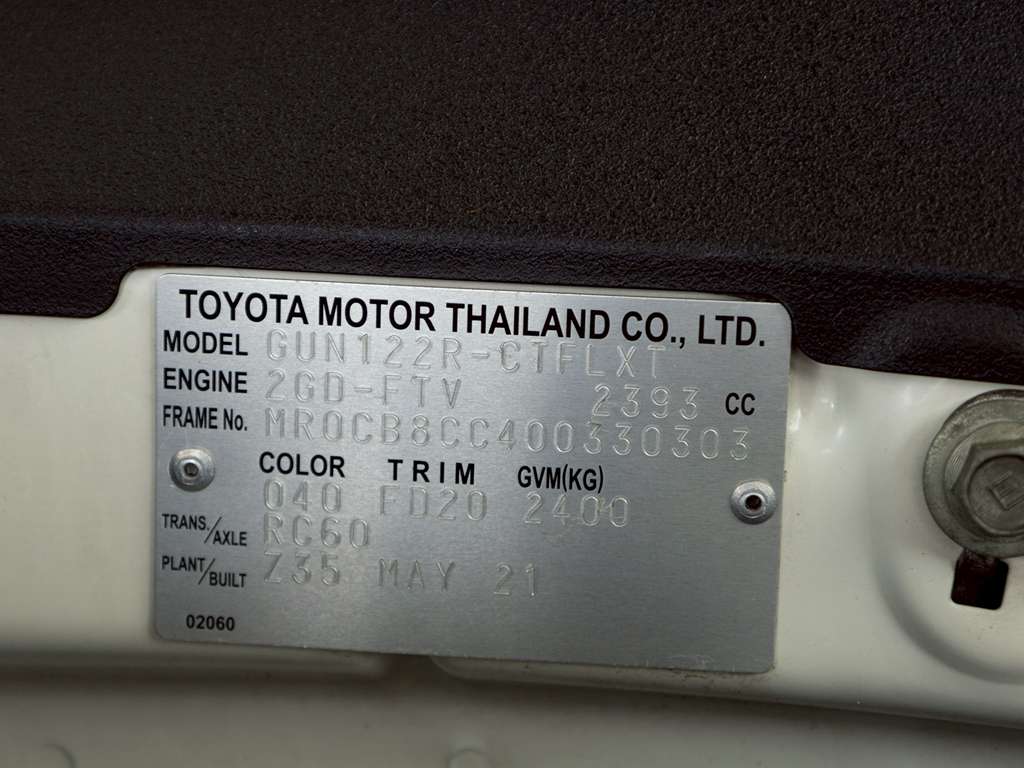 TOYOTA MOTOR THAILAND CO., LTD.
MODEL GUN122R-CTFLXT
ENGINE 2GD-FTV 2393 CC
FRAME No. MR0CB8CC400330303
COLOR TRIM GVM(KG)
040 FD20 2400
TRANS./AXLE RC60
PLANT/BUILT Z35 MAY 21
02060